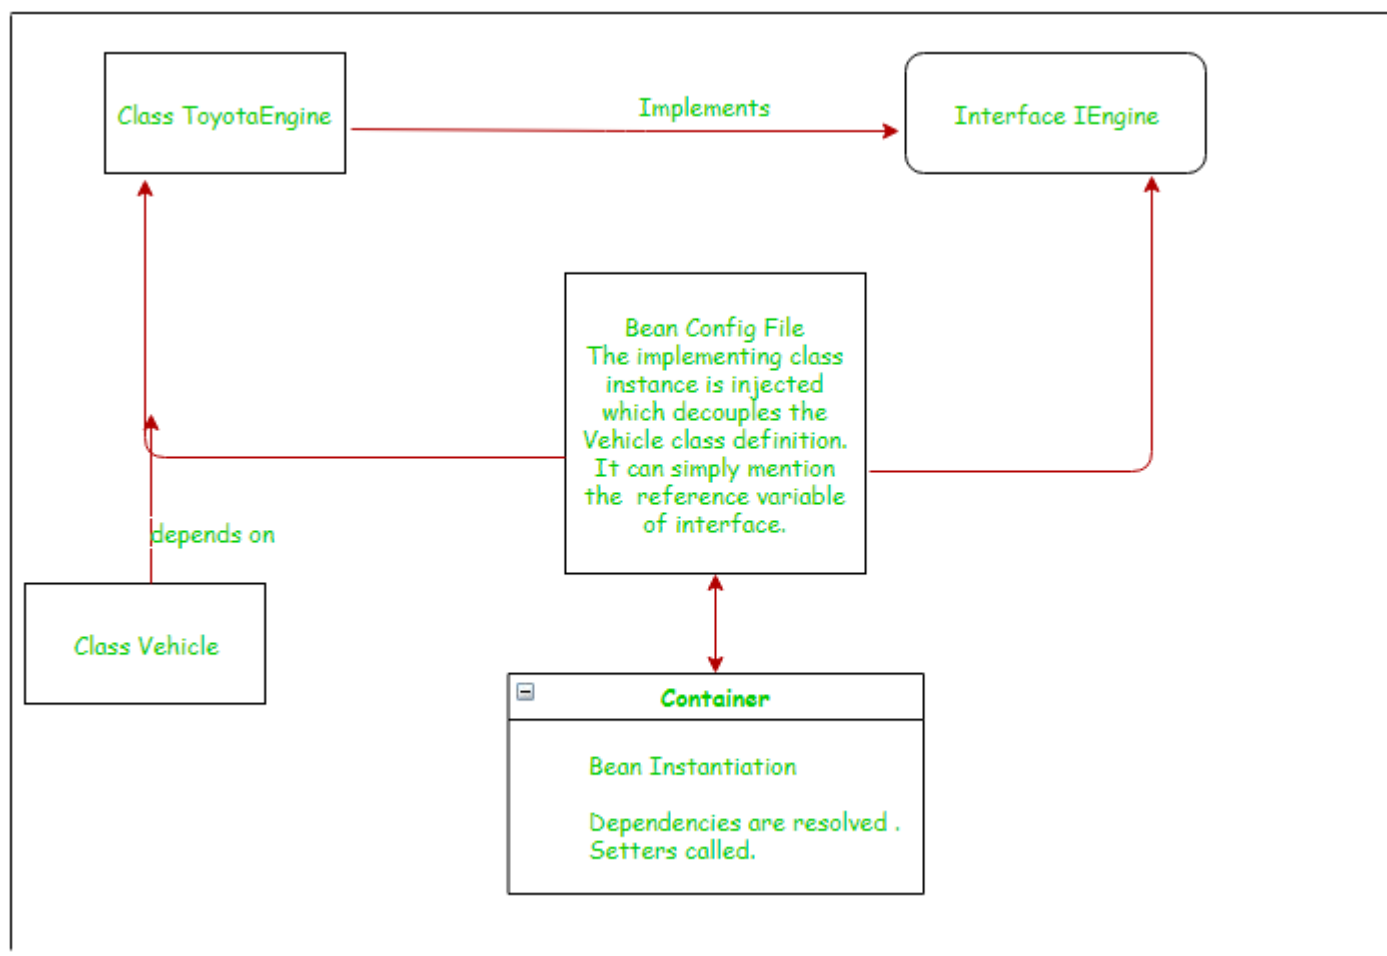 Class ToyotaEngine
Implements
Interface IEngine
Bean Config File
The implementing class
instance is injected
which decouples the
Vehicle class definition.
It can simply mention
the  reference variable
of interface.
depends on
Class Vehicle
Container
Bean Instantiation
Dependencies are resolved .
Setters called.